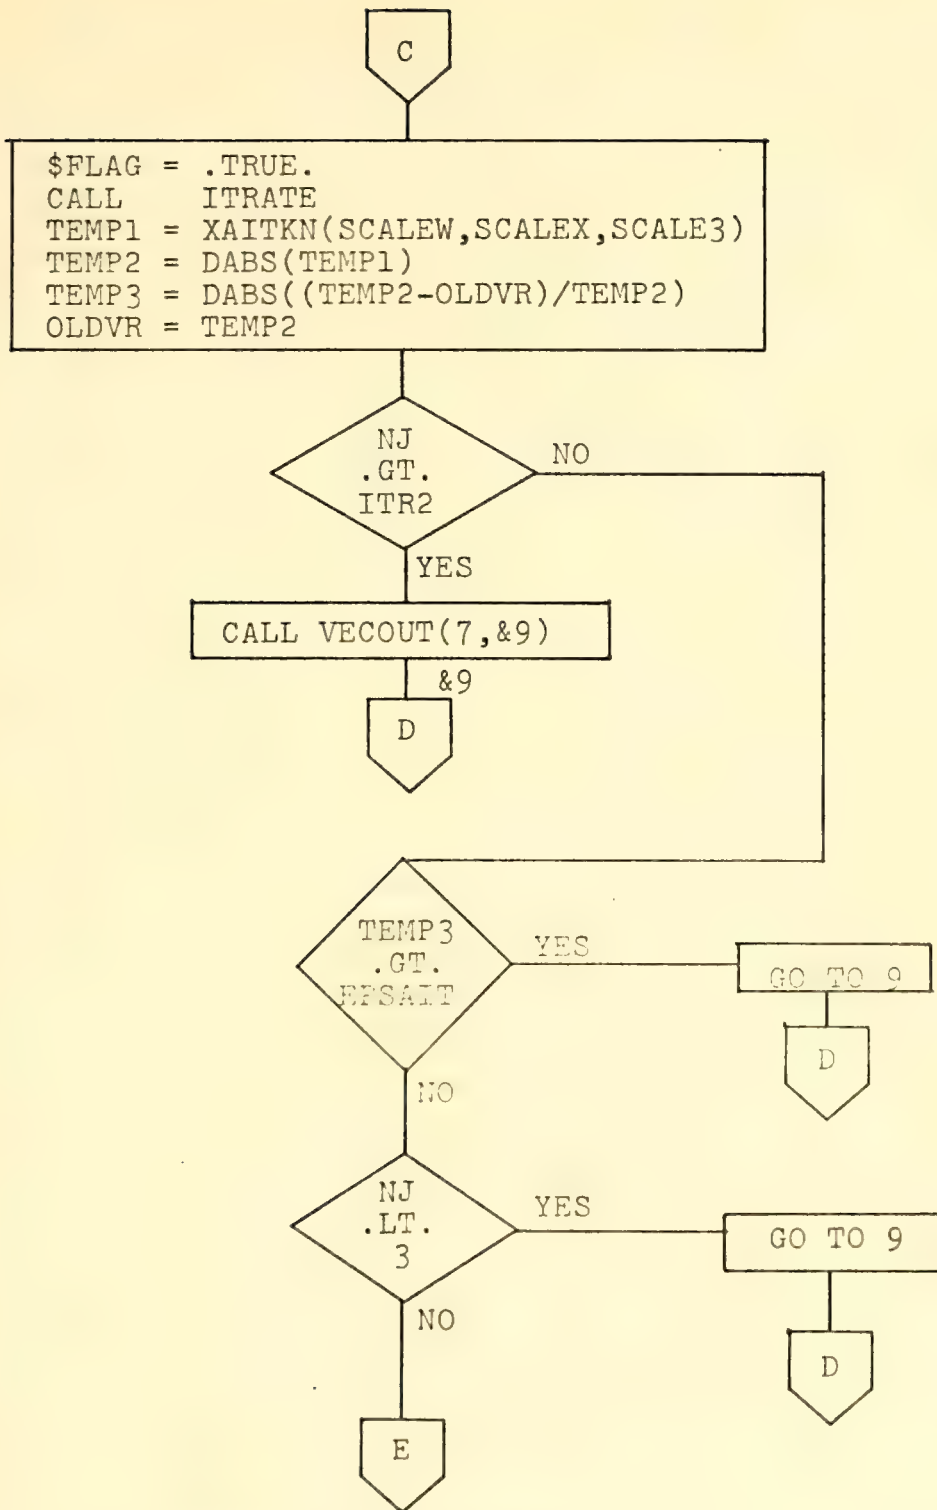 C
$FLAG = .TRUE.
CALL ITRATE
TEMP1 = XAITKN(SCALEW,SCALEX,SCALE3)
TEMP2 = DABS(TEMP1)
TEMP3 = DABS((TEMP2-OLDVR)/TEMP2)
OLDVR = TEMP2
NJ
.GT.
ITR2
NO
YES
CALL VECOUT(7,&9)
&9
D
TEMP3
.GT.
EPSAIT
YES
GO TO 9
D
NO
NJ
.LT.
3
YES
GO TO 9
D
NO
E